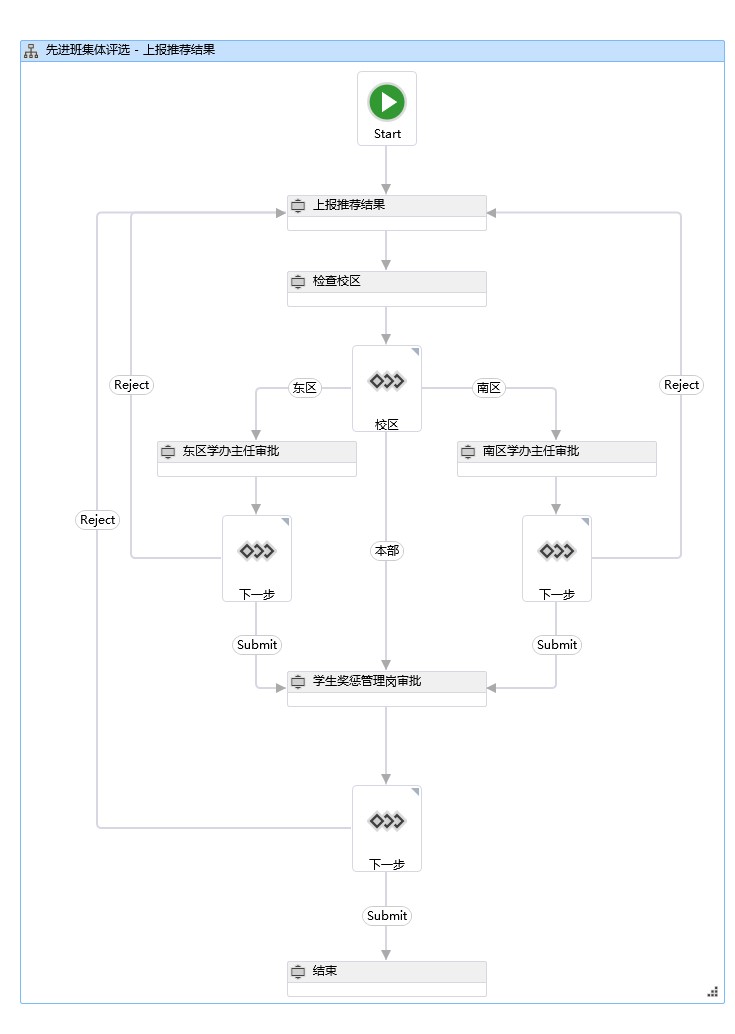 先进班集体评选 - 上报推荐结果
Start
上报推荐结果
检查校区
Reject
东区
南区
Reject
校区
东区学办主任审批
南区学办主任审批
Reject
本部
下一步
下一步
Submit
Submit
学生奖惩管理岗审批
下一步
Submit
结束